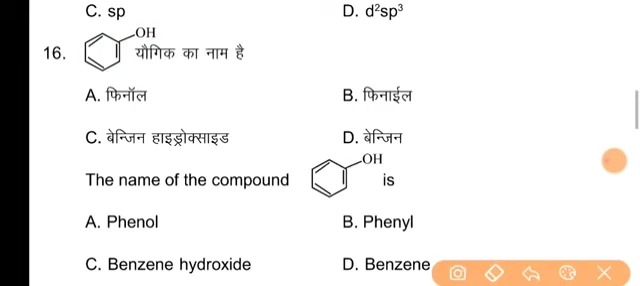 C. sp D. d²sp³
OH
16. यौगिक का नाम है
A. फिनॉल B. फिनाईल
C. बेन्जिन हाइड्रोक्साइड D. बेन्जिन
OH
The name of the compound is
A. Phenol B. Phenyl
C. Benzene hydroxide D. Benzene